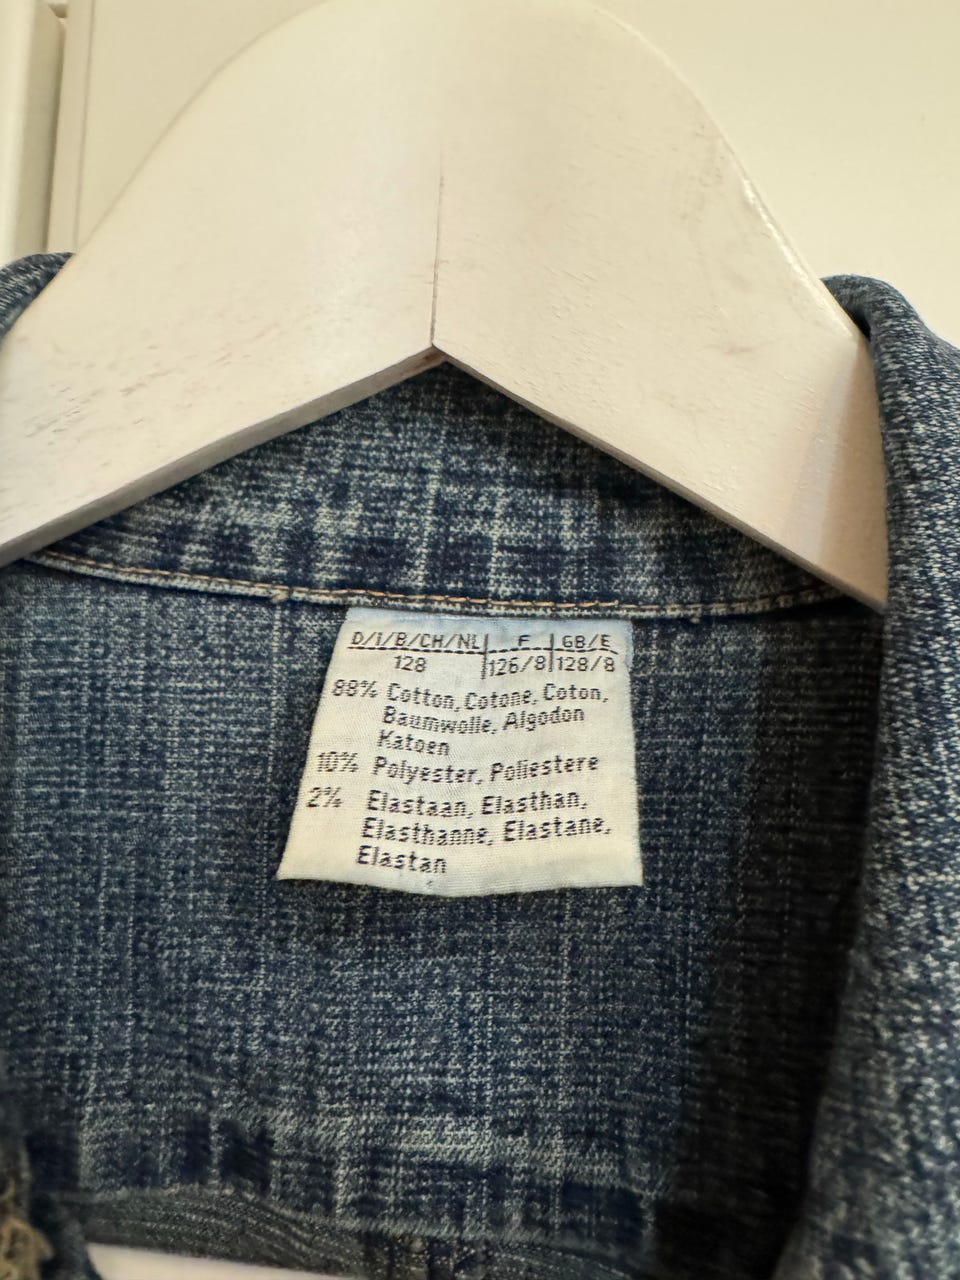 D/I/B/CH/NL| F |GB/E
128 |126/8|128/8
88% Cotton, Cotone, Coton,
Baumwolle, Algodon
Katoen
10% Polyester, Poliestere
2% Elastaan, Elasthan,
Elasthanne, Elastane,
Elastan